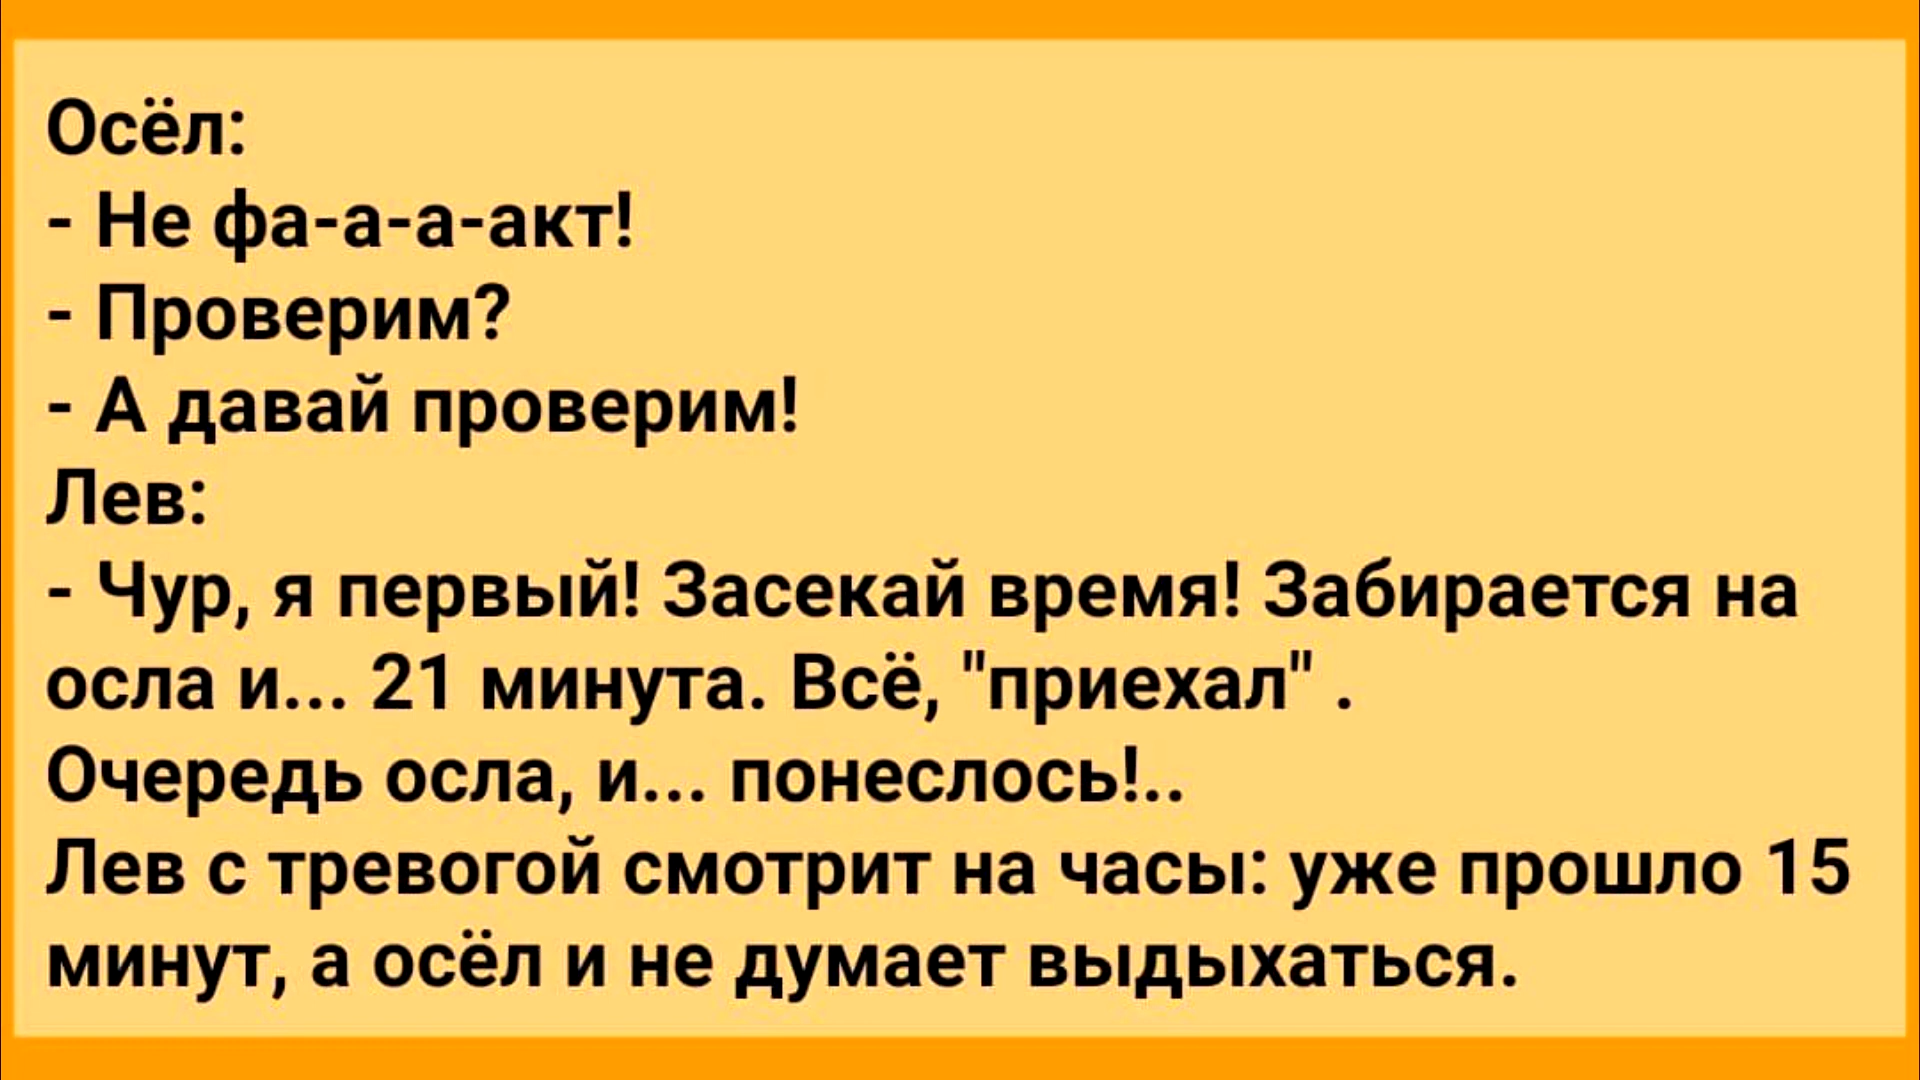 Осёл:
- Не фа-а-а-акт!
- Проверим?
- А давай проверим!
Лев:
- Чур, я первый! Засекай время! Забирается на
осла и... 21 минута. Всё, "приехал" .
Очередь осла, и... понеслось!..
Лев с тревогой смотрит на часы: уже прошло 15
минут, а осёл и не думает выдыхаться.